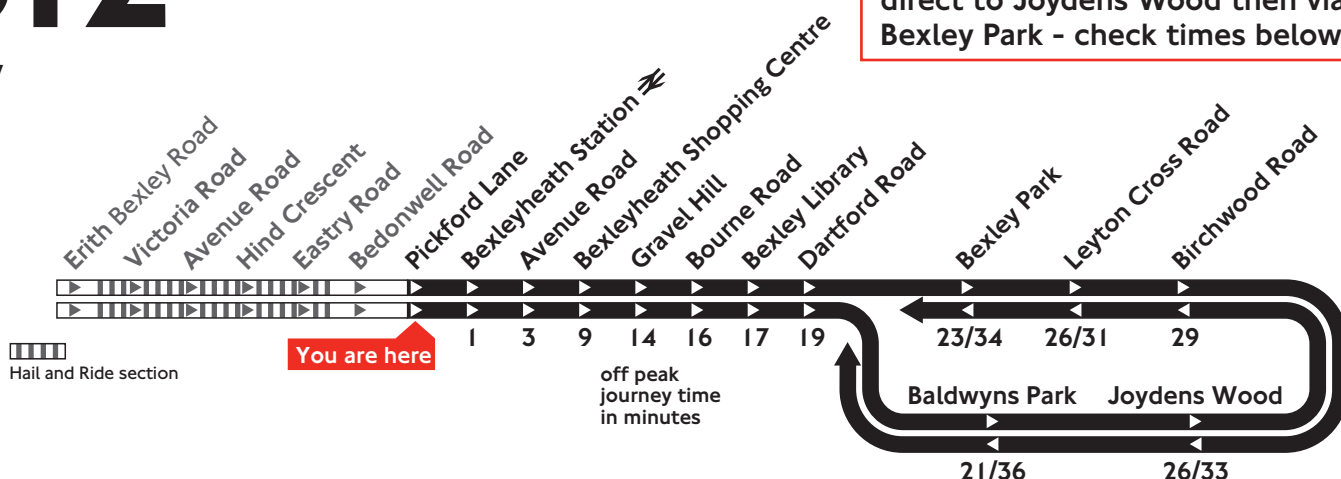 direct to Joydens Wood then via
Bexley Park - check times below
Erith Bexley Road
Victoria Road
Avenue Road
Hind Crescent
Eastry Road
Bedonwell Road
Pickford Lane
Bexleyheath Station
Avenue Road
Bexleyheath Shopping Centre
Gravel Hill
Bourne Road
Bexley Library
Dartford Road
Bexley Park
Leyton Cross Road
Birchwood Road
You are here
1 3 9 14 16 17 19 23/34 26/31 29
Hail and Ride section
off peak
journey time
in minutes
Baldwyns Park Joydens Wood
21/36 26/33